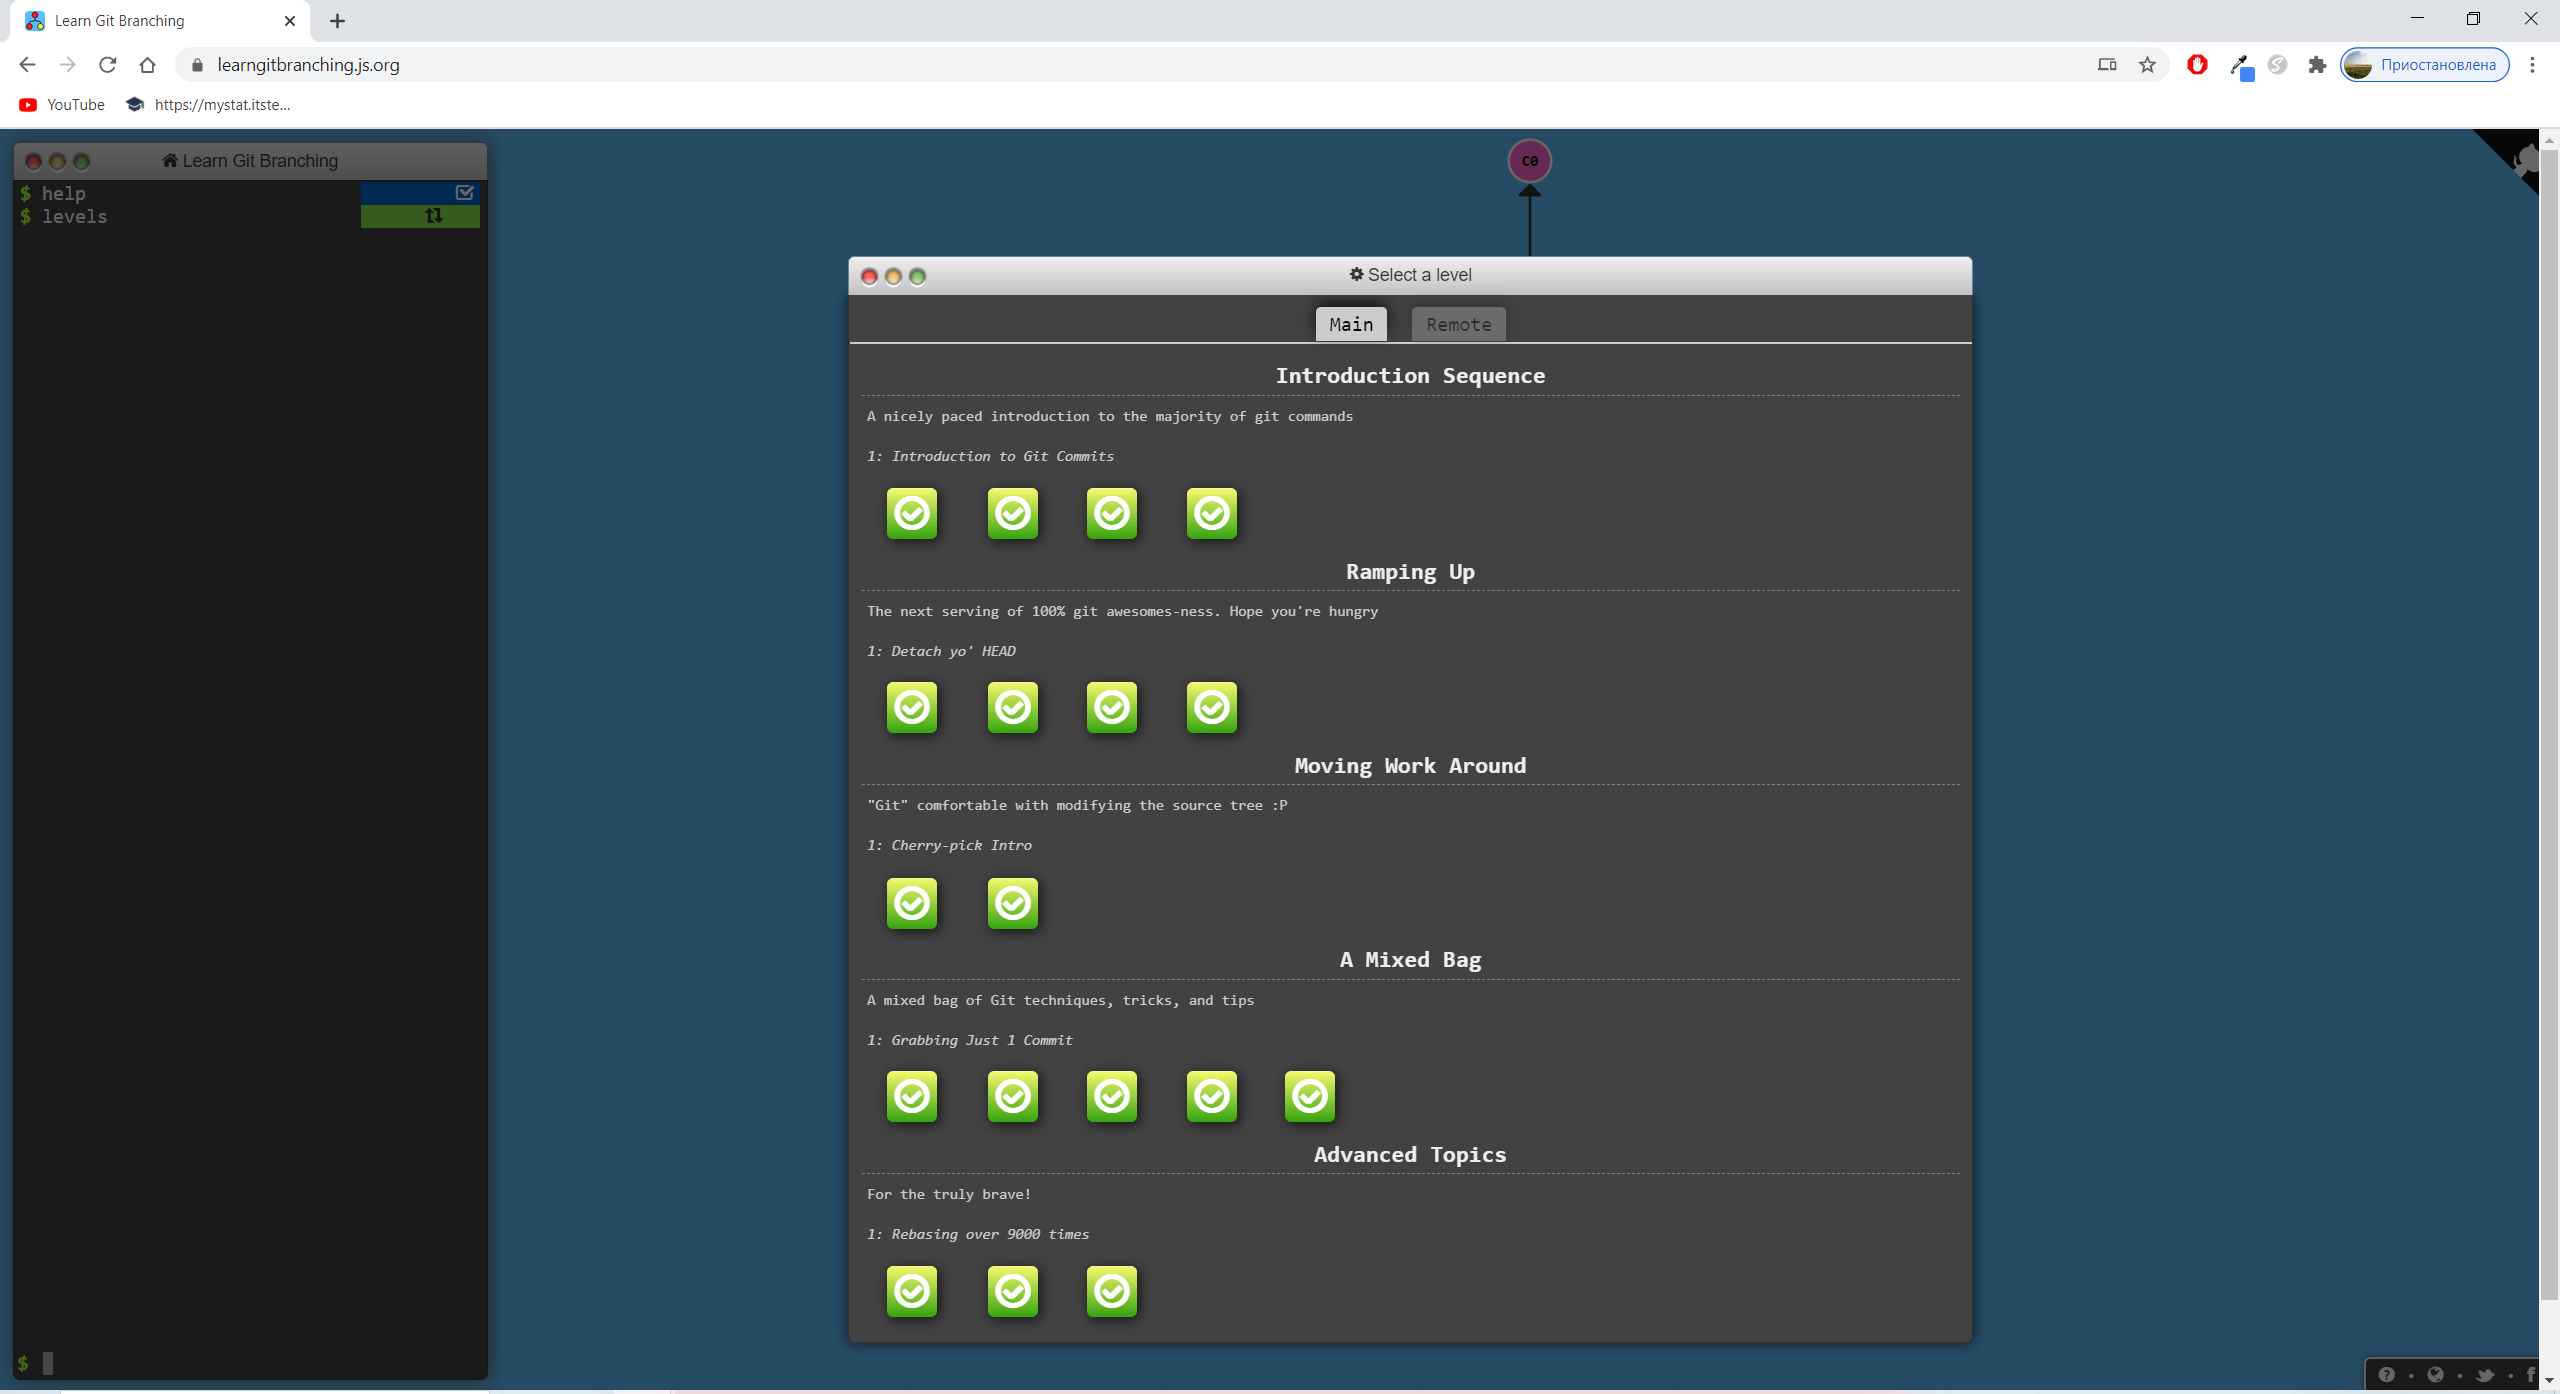 Learn Git Branching
learngitbranching.js.org
Приостановлена
YouTube
https://mystat.itste...
Learn Git Branching
$ help
$ levels
C0
Select a level
Main Remote
Introduction Sequence
A nicely paced introduction to the majority of git commands
1: Introduction to Git Commits
Ramping Up
The next serving of 100% git awesomes-ness. Hope you're hungry
1: Detach yo' HEAD
Moving Work Around
"Git" comfortable with modifying the source tree :P
1: Cherry-pick Intro
A Mixed Bag
A mixed bag of Git techniques, tricks, and tips
1: Grabbing Just 1 Commit
Advanced Topics
For the truly brave!
1: Rebasing over 9000 times
$